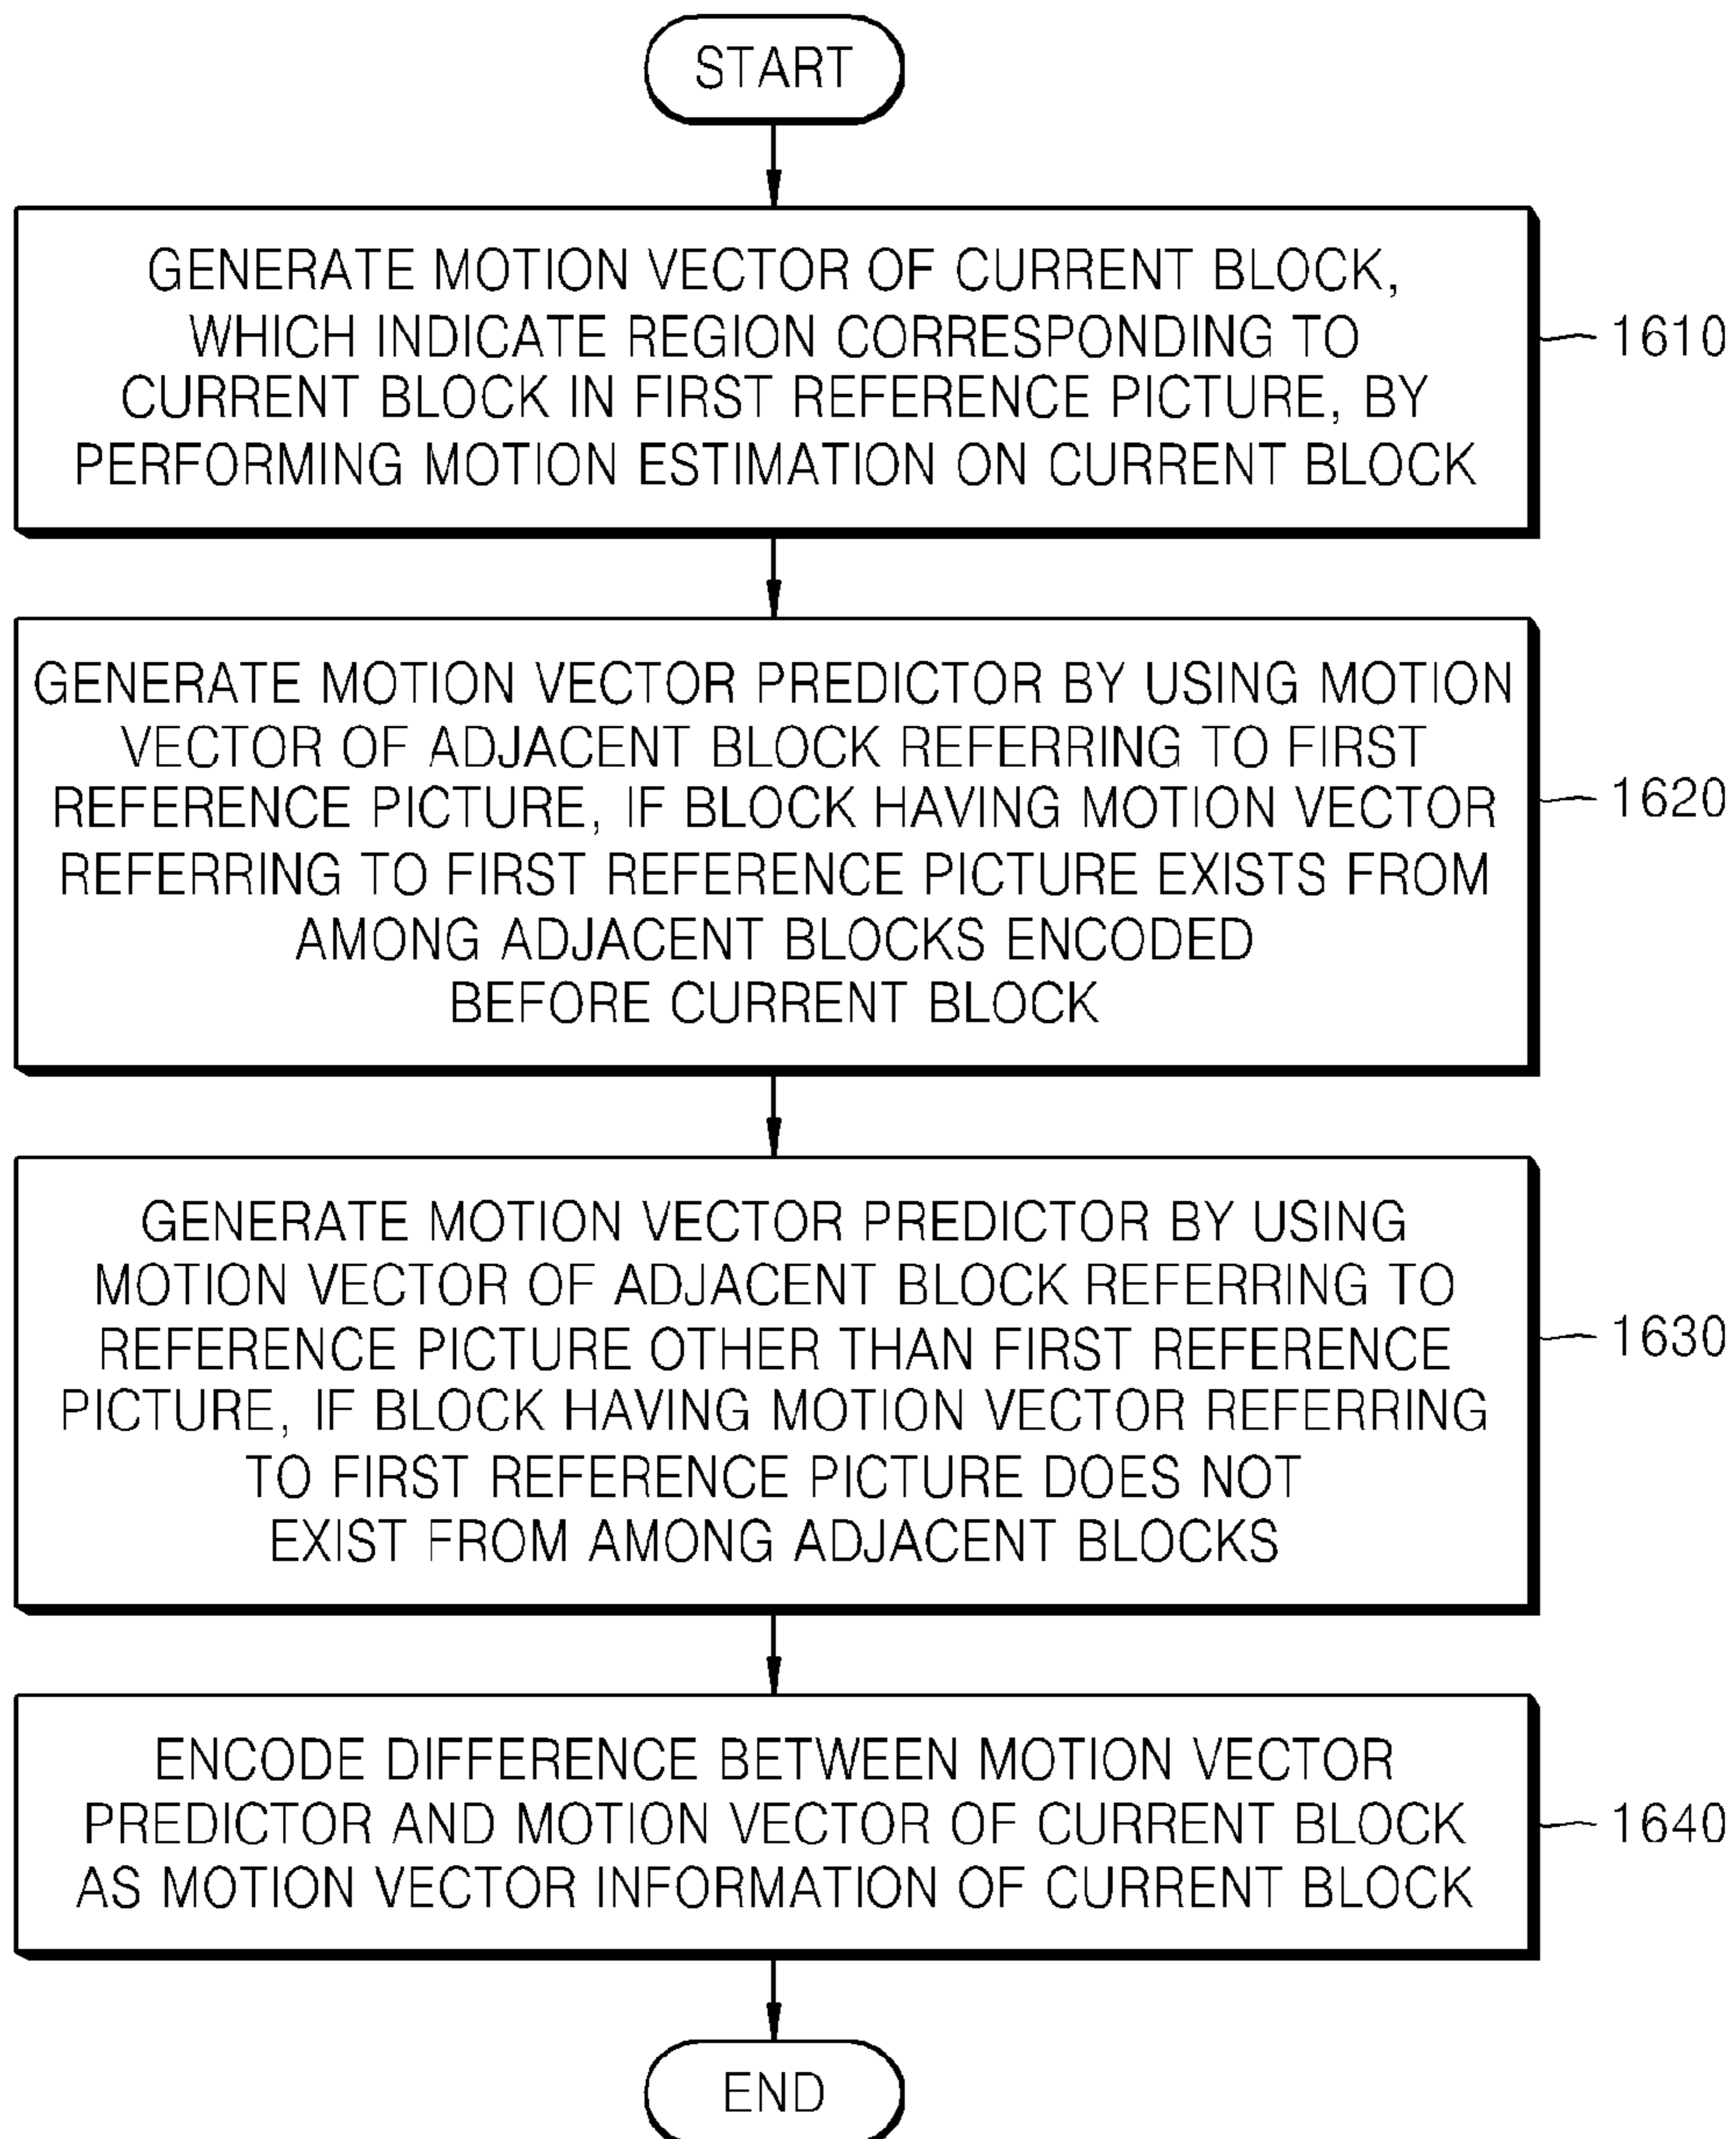 START
GENERATE MOTION VECTOR OF CURRENT BLOCK,
WHICH INDICATE REGION CORRESPONDING TO
CURRENT BLOCK IN FIRST REFERENCE PICTURE, BY
PERFORMING MOTION ESTIMATION ON CURRENT BLOCK
1610
GENERATE MOTION VECTOR PREDICTOR BY USING MOTION
VECTOR OF ADJACENT BLOCK REFERRING TO FIRST
REFERENCE PICTURE, IF BLOCK HAVING MOTION VECTOR
REFERRING TO FIRST REFERENCE PICTURE EXISTS FROM
AMONG ADJACENT BLOCKS ENCODED
BEFORE CURRENT BLOCK
1620
GENERATE MOTION VECTOR PREDICTOR BY USING
MOTION VECTOR OF ADJACENT BLOCK REFERRING TO
REFERENCE PICTURE OTHER THAN FIRST REFERENCE
PICTURE, IF BLOCK HAVING MOTION VECTOR REFERRING
TO FIRST REFERENCE PICTURE DOES NOT
EXIST FROM AMONG ADJACENT BLOCKS
1630
ENCODE DIFFERENCE BETWEEN MOTION VECTOR
PREDICTOR AND MOTION VECTOR OF CURRENT BLOCK
AS MOTION VECTOR INFORMATION OF CURRENT BLOCK
1640
END